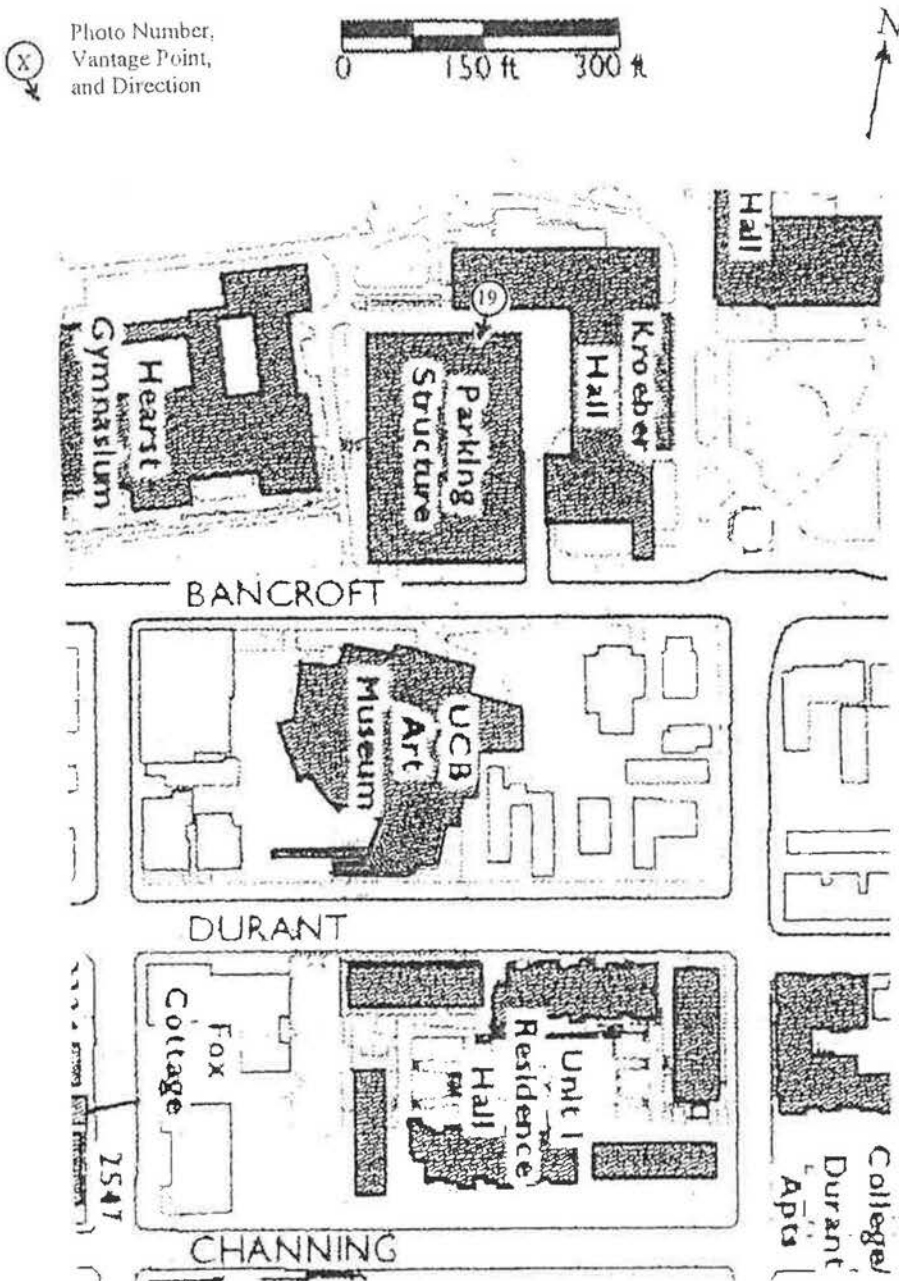 X
Photo Number,
Vantage Point,
and Direction
0 150 ft 300 ft
N
Hall
19
Kroeber
Hall
Parking
Structure
Hearst
Gymnasium
BANCROFT
UCB
Art
Museum
DURANT
Fox
Cottage
Unit 1
Residence
Hall
2547
College/
Durant
Apts
CHANNING